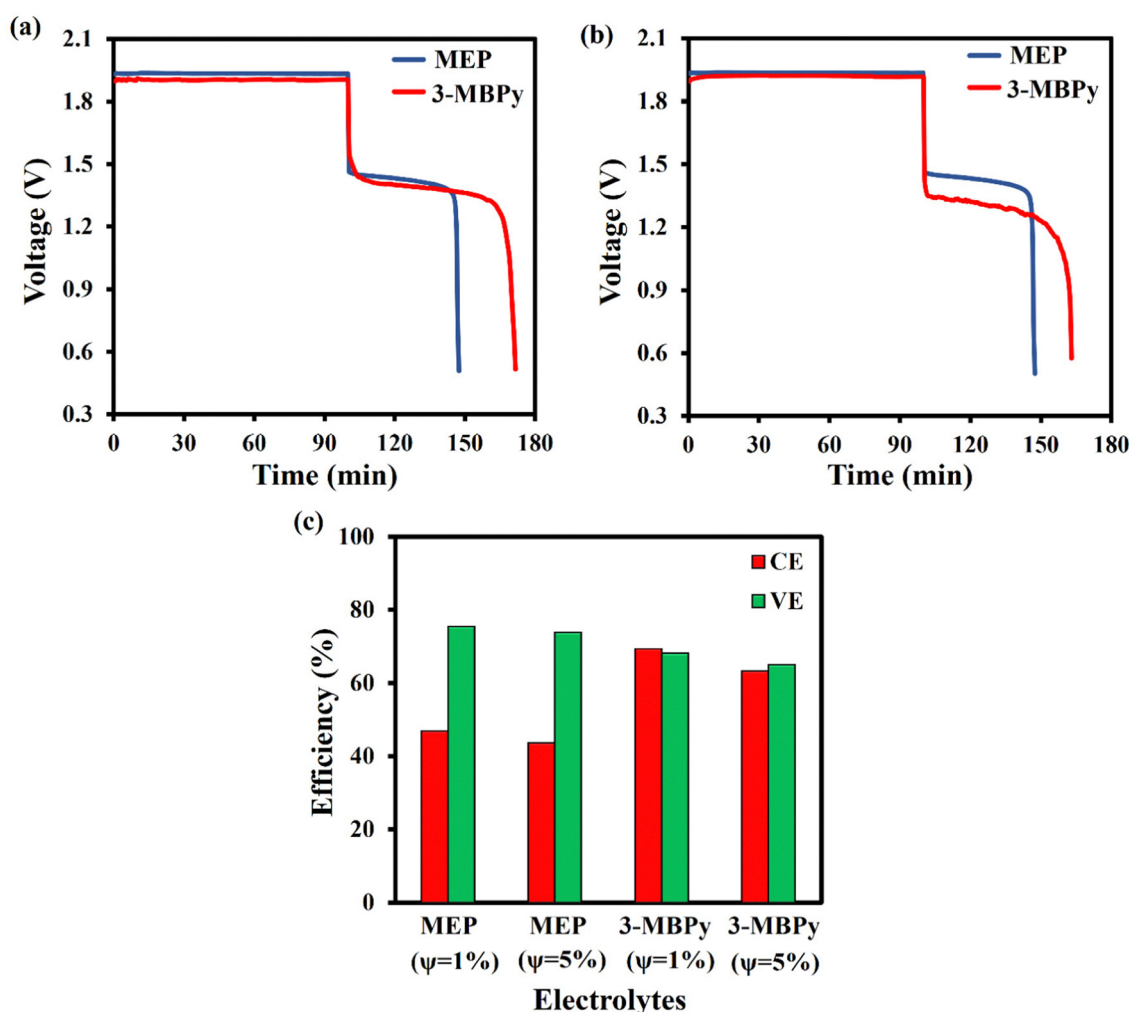 (a)
2.1
1.8
1.5
1.2
0.9
0.6
0.3
Voltage (V)
MEP
3-MBPy
0 30 60 90 120 150 180
Time (min)
(b)
2.1
1.8
1.5
1.2
0.9
0.6
0.3
Voltage (V)
MEP
3-MBPy
0 30 60 90 120 150 180
Time (min)
(c)
100
80
60
40
20
0
Efficiency (%)
CE
VE
MEP MEP 3-MBPy 3-MBPy
(ψ=1%) (ψ=5%) (ψ=1%) (ψ=5%)
Electrolytes